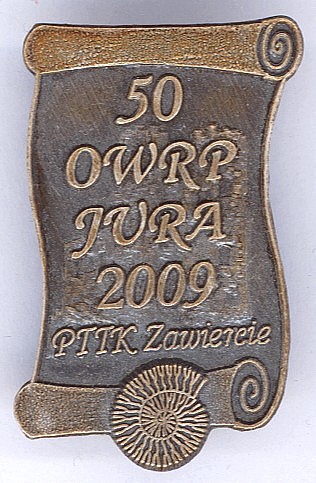 50
OWRP
JURA
2009
PTTK Zawiercie